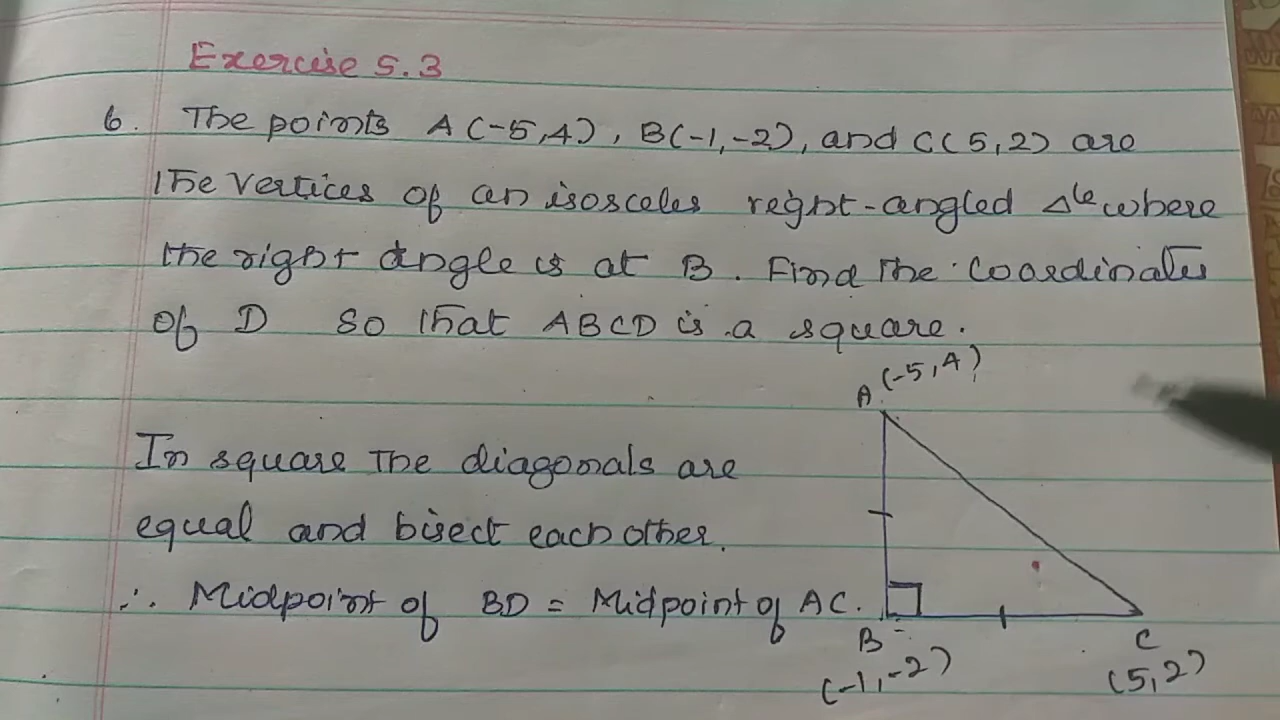 Exercise 5.3
6. The points A(-5,4), B(-1,-2), and C(5,2) are
the vertices of an isosceles right-angled Δle where
the right angle is at B. Find the coordinates
of D so that ABCD is a square.
A (-5,4)
In square the diagonals are
equal and bisect each other.
∴ Midpoint of BD = Midpoint of AC.
B
(-1,-2)
C
(5,2)